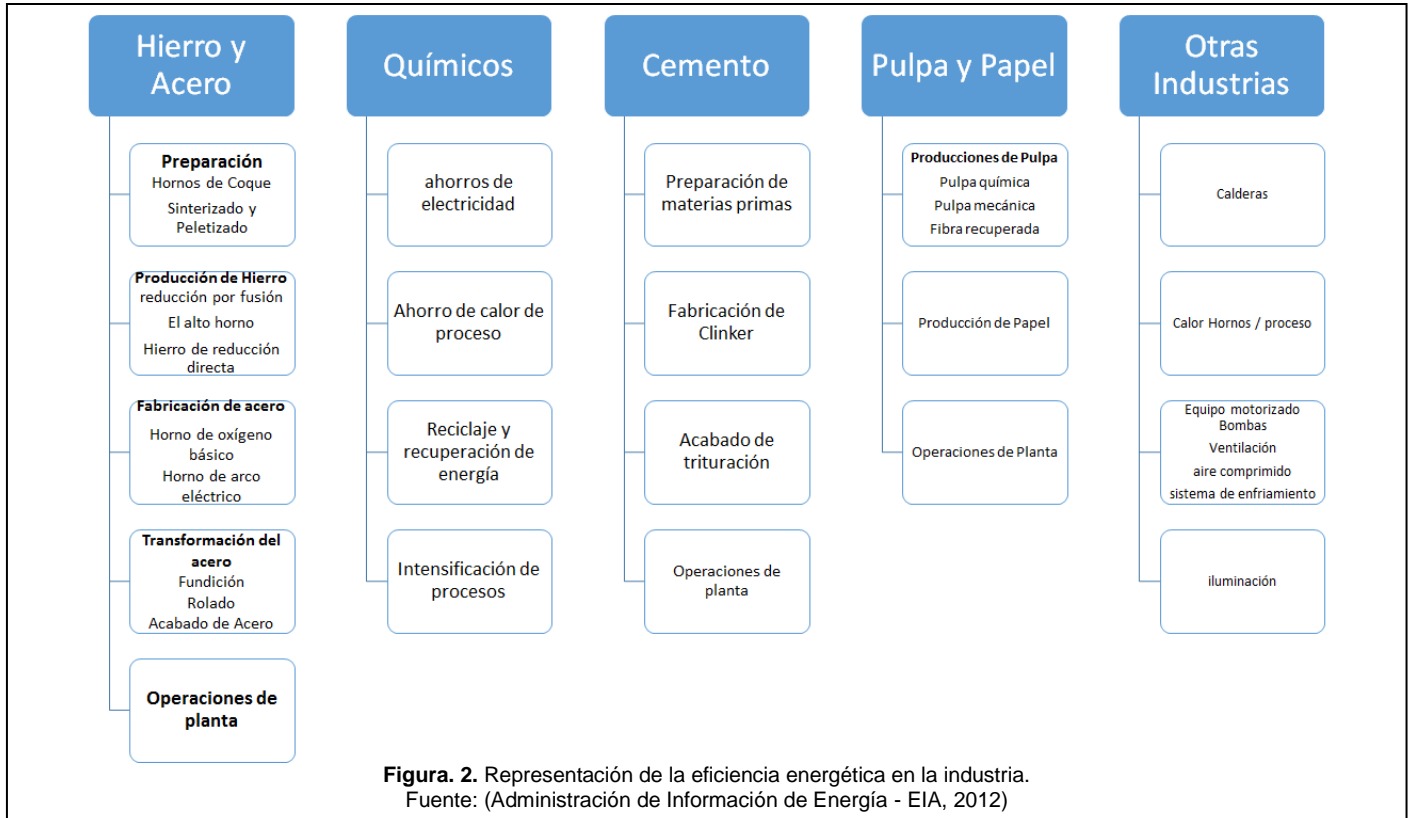 Hierro y
Acero
Preparación
Hornos de Coque
Sinterizado y
Peletizado
Producción de Hierro
reducción por fusión
El alto horno
Hierro de reducción
directa
Fabricación de acero
Horno de oxígeno
básico
Horno de arco
eléctrico
Transformación del
acero
Fundición
Rolado
Acabado de Acero
Operaciones de
planta
Químicos
ahorros de
electricidad
Ahorro de calor de
proceso
Reciclaje y
recuperación de
energía
Intensificación de
procesos
Cemento
Preparación de
materias primas
Fabricación de
Clinker
Acabado de
trituración
Operaciones de
planta
Pulpa y Papel
Producciones de Pulpa
Pulpa química
Pulpa mecánica
Fibra recuperada
Producción de Papel
Operaciones de Planta
Otras
Industrias
Calderas
Calor Hornos / proceso
Equipo motorizado
Bombas
Ventilación
aire comprimido
sistema de enfriamiento
iluminación
Figura. 2. Representación de la eficiencia energética en la industria.
Fuente: (Administración de Información de Energía - EIA, 2012)